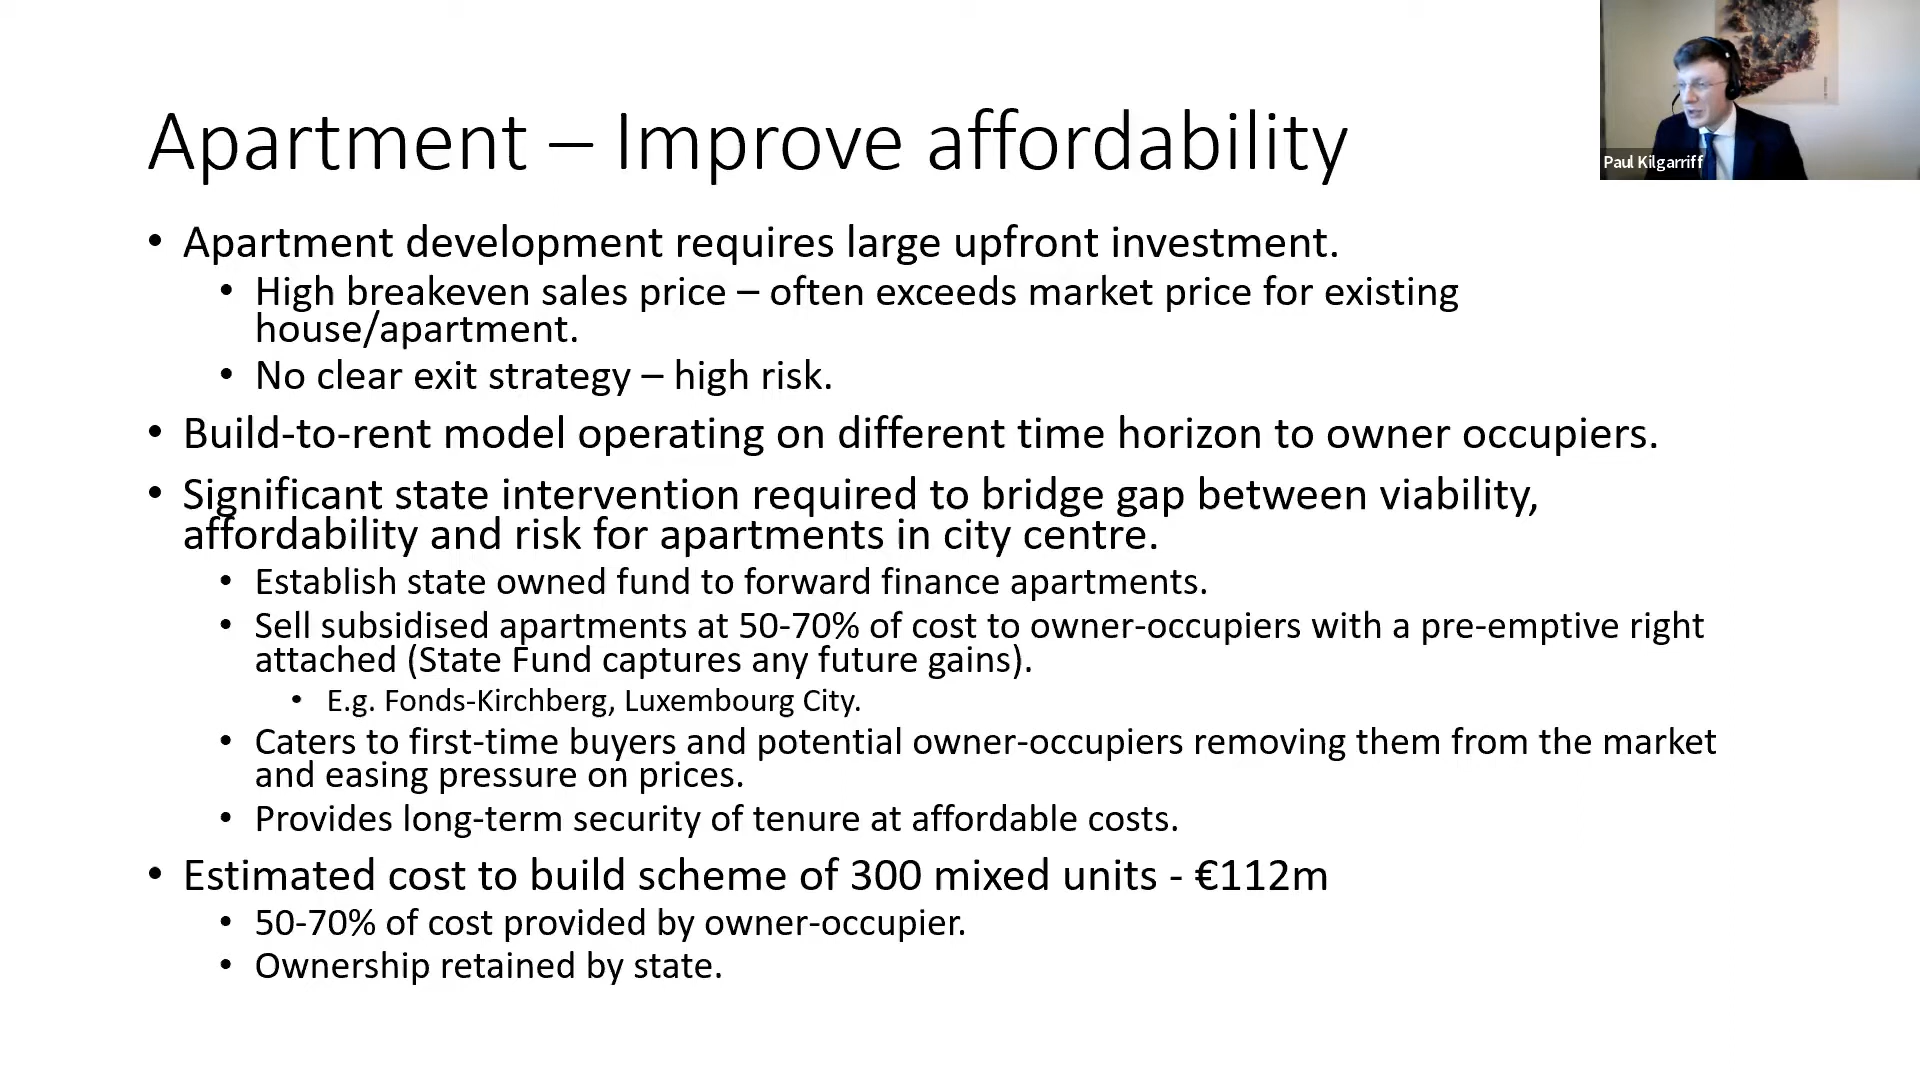 Apartment – Improve affordability
Paul Kilgarriff
• Apartment development requires large upfront investment.
• High breakeven sales price – often exceeds market price for existing
house/apartment.
• No clear exit strategy – high risk.
• Build-to-rent model operating on different time horizon to owner occupiers.
• Significant state intervention required to bridge gap between viability,
affordability and risk for apartments in city centre.
• Establish state owned fund to forward finance apartments.
• Sell subsidised apartments at 50-70% of cost to owner-occupiers with a pre-emptive right
attached (State Fund captures any future gains).
• E.g. Fonds-Kirchberg, Luxembourg City.
• Caters to first-time buyers and potential owner-occupiers removing them from the market
and easing pressure on prices.
• Provides long-term security of tenure at affordable costs.
• Estimated cost to build scheme of 300 mixed units - €112m
• 50-70% of cost provided by owner-occupier.
• Ownership retained by state.